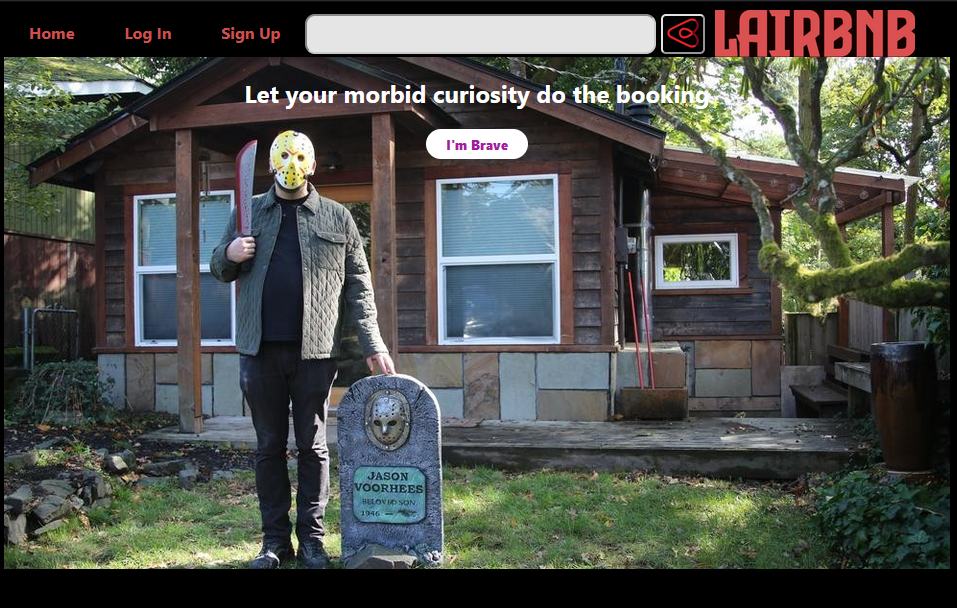 Home Log In Sign Up LAIRBNB
Let your morbid curiosity do the booking.
I'm Brave
JASON
VOORHEES
BELOVED SON
1946 —